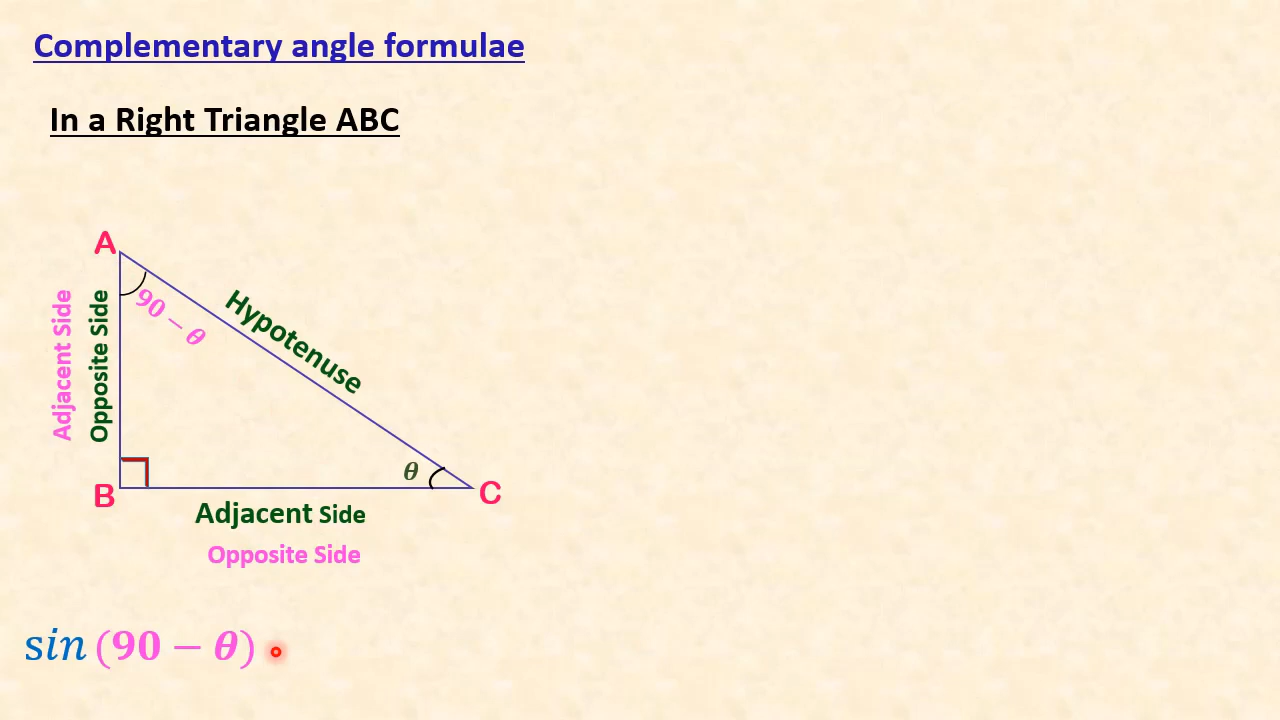 Complementary angle formulae
In a Right Triangle ABC
A
90 − θ
Hypotenuse
Adjacent Side
Opposite Side
B
θ
C
Adjacent Side
Opposite Side
sin (90 − θ)